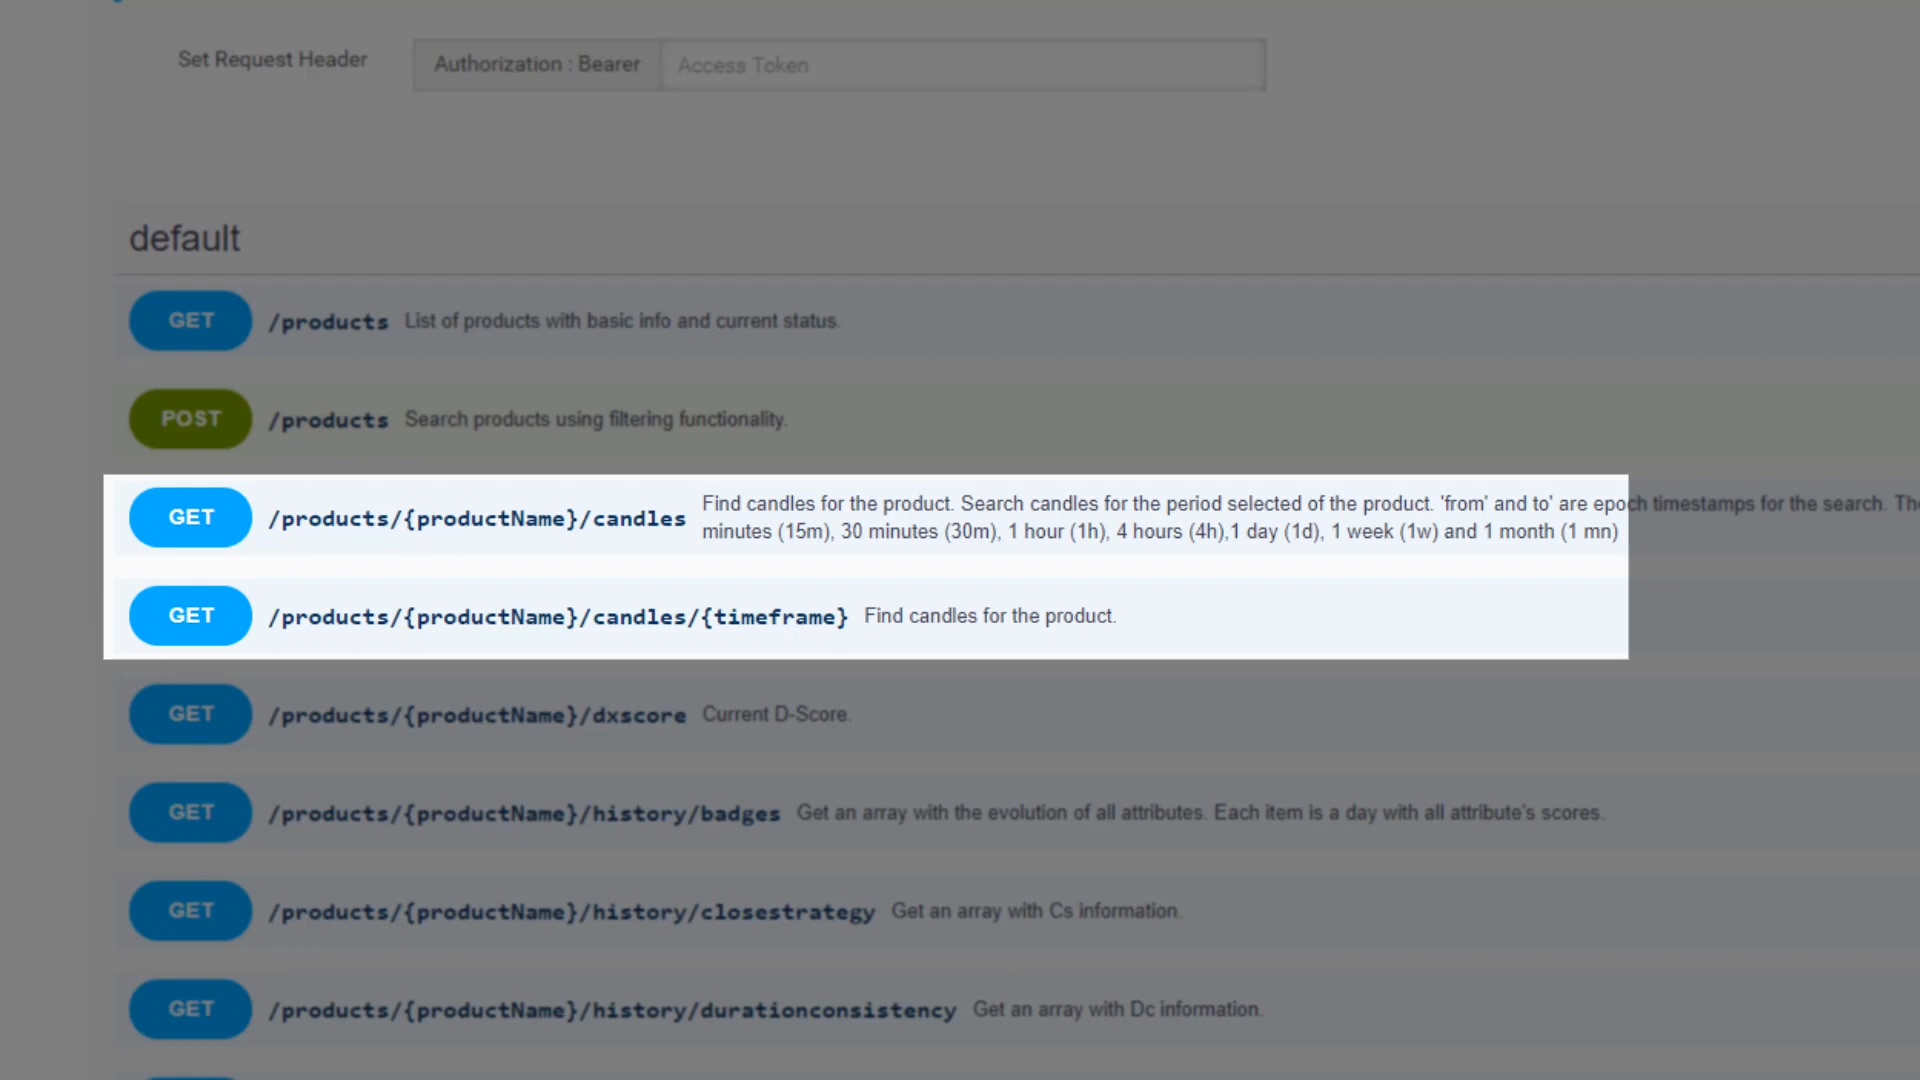 Set Request Header Authorization : Bearer Access Token
default
GET /products List of products with basic info and current status.
POST /products Search products using filtering functionality.
GET /products/{productName}/candles Find candles for the product. Search candles for the period selected of the product. 'from' and to' are epoch timestamps for the search.
minutes (15m), 30 minutes (30m), 1 hour (1h), 4 hours (4h),1 day (1d), 1 week (1w) and 1 month (1 mn)
GET /products/{productName}/candles/{timeframe} Find candles for the product.
GET /products/{productName}/dxscore Current D-Score.
GET /products/{productName}/history/badges Get an array with the evolution of all attributes. Each item is a day with all attribute's scores.
GET /products/{productName}/history/closestrategy Get an array with Cs information.
GET /products/{productName}/history/durationconsistency Get an array with Dc information.